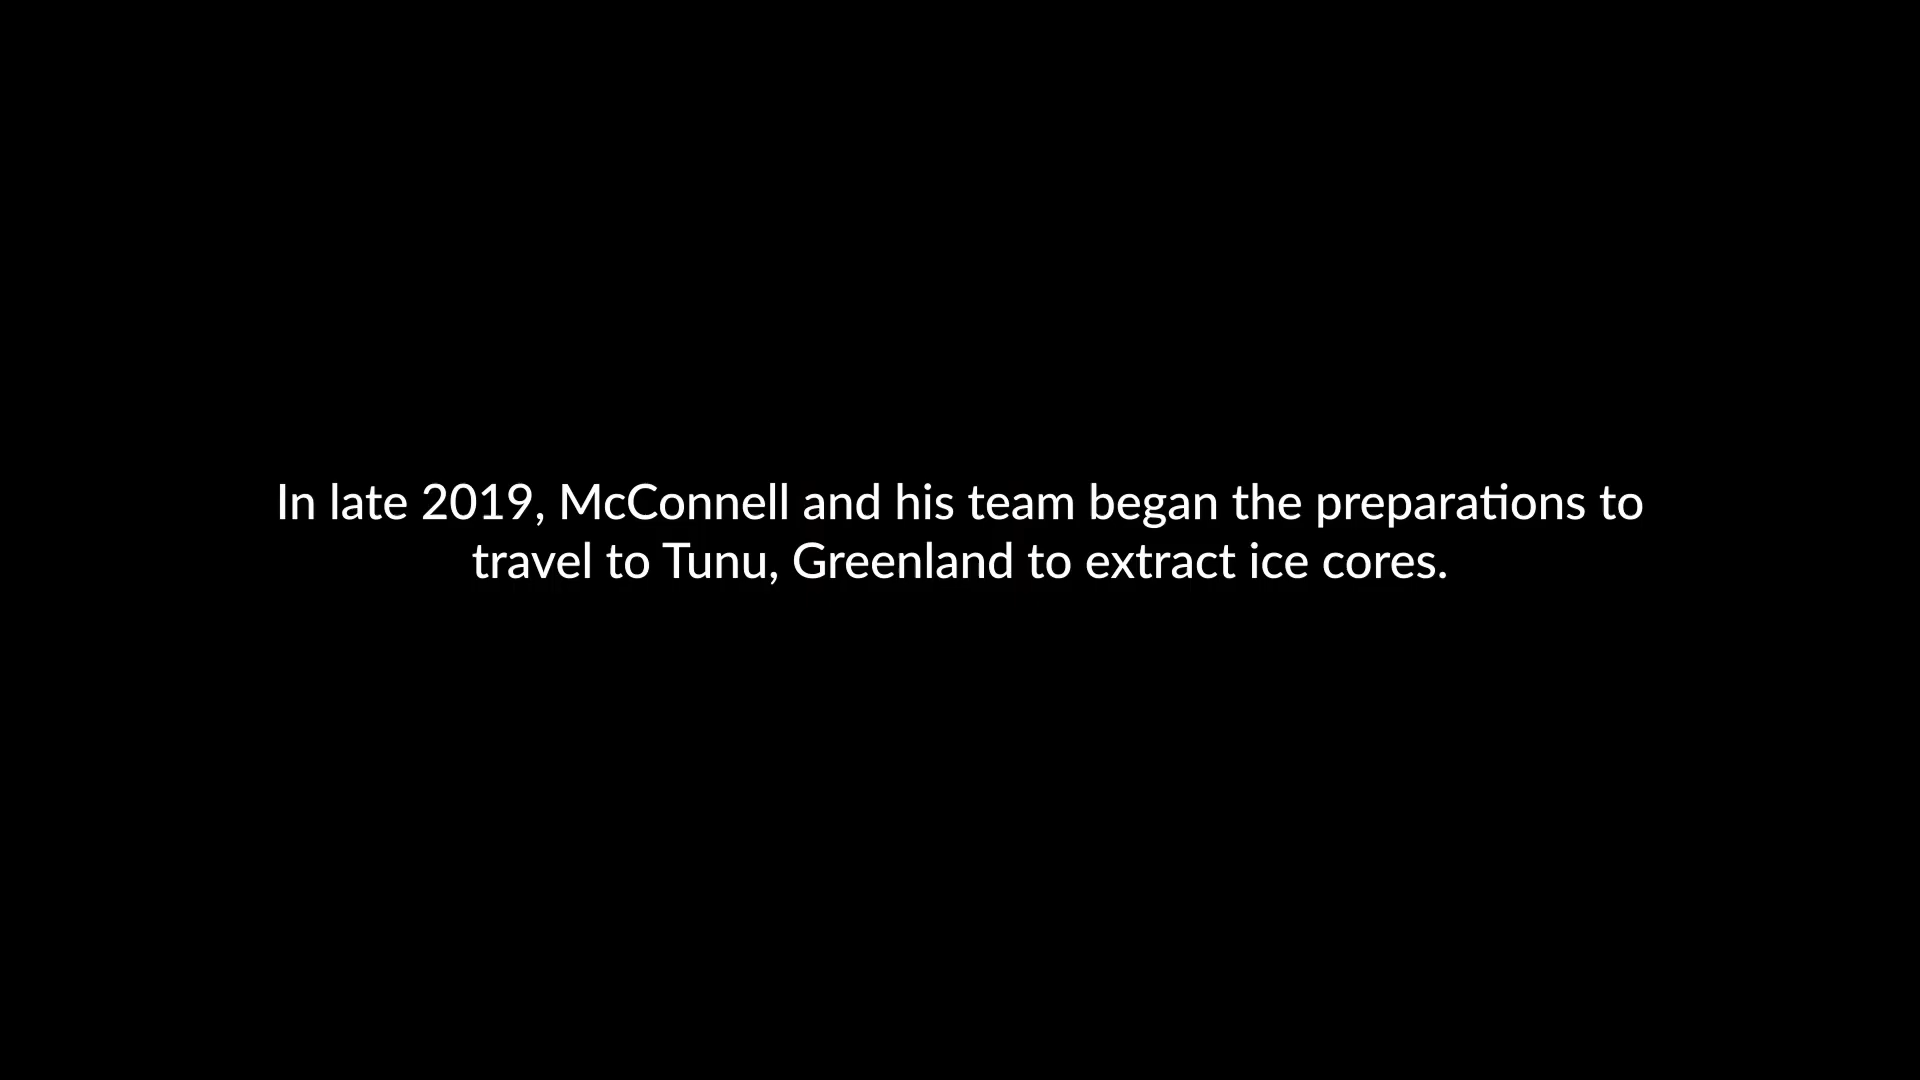 In late 2019, McConnell and his team began the preparations to
travel to Tunu, Greenland to extract ice cores.